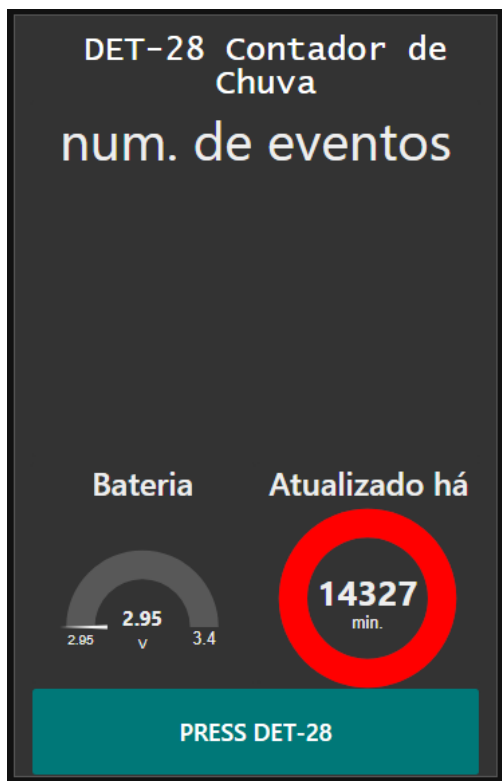 DET-28 Contador de
Chuva
num. de eventos
Bateria
Atualizado há
2.95
V
2.95
3.4
14327
min.
PRESS DET-28